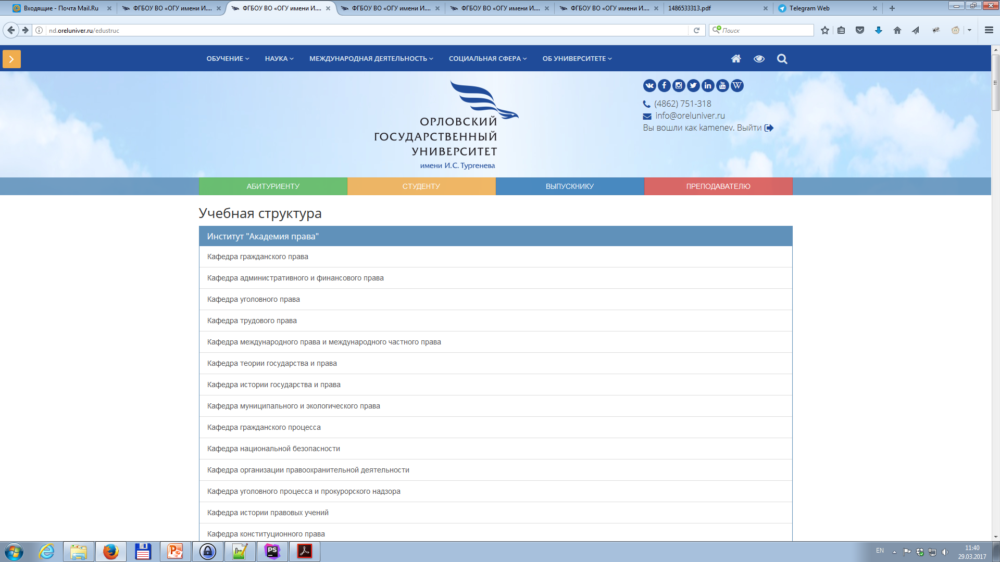 Входящие - Почта Mail.Ru
ФГБОУ ВО «ОГУ имени И....
ФГБОУ ВО «ОГУ имени И....
ФГБОУ ВО «ОГУ имени И....
ФГБОУ ВО «ОГУ имени И....
ФГБОУ ВО «ОГУ имени И....
1486533313.pdf
Telegram Web
nd.oreluniver.ru/edustruc
Поиск
ОБУЧЕНИЕ
НАУКА
МЕЖДУНАРОДНАЯ ДЕЯТЕЛЬНОСТЬ
СОЦИАЛЬНАЯ СФЕРА
ОБ УНИВЕРСИТЕТЕ
ОРЛОВСКИЙ
ГОСУДАРСТВЕННЫЙ
УНИВЕРСИТЕТ
имени И.С. Тургенева
(4862) 751-318
info@oreluniver.ru
Вы вошли как kamenev. Выйти
АБИТУРИЕНТУ
СТУДЕНТУ
ВЫПУСКНИКУ
ПРЕПОДАВАТЕЛЮ
Учебная структура
Институт "Академия права"
Кафедра гражданского права
Кафедра административного и финансового права
Кафедра уголовного права
Кафедра трудового права
Кафедра международного права и международного частного права
Кафедра теории государства и права
Кафедра истории государства и права
Кафедра муниципального и экологического права
Кафедра гражданского процесса
Кафедра национальной безопасности
Кафедра организации правоохранительной деятельности
Кафедра уголовного процесса и прокурорского надзора
Кафедра истории правовых учений
Кафедра конституционного права
EN
11:40
29.03.2017